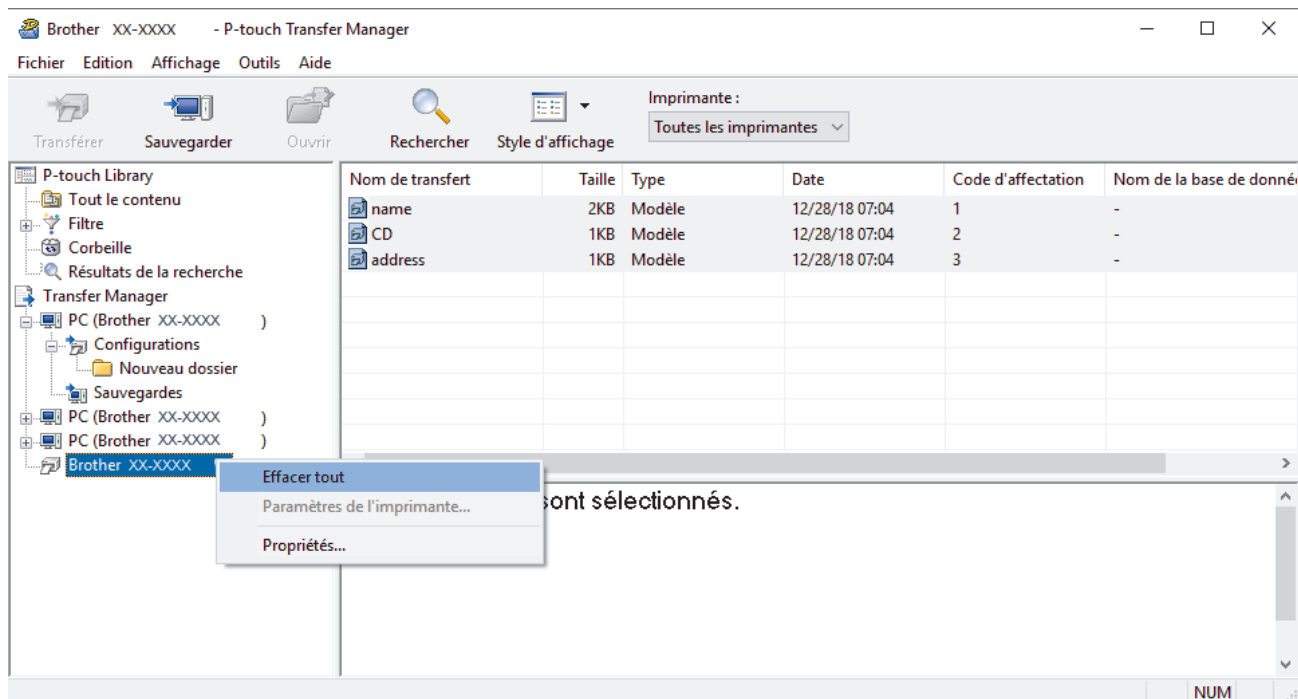 Brother XX-XXXX - P-touch Transfer Manager
Fichier Edition Affichage Outils Aide
Transférer Sauvegarder Ouvrir Rechercher Style d'affichage
Imprimante :
Toutes les imprimantes
P-touch Library
Tout le contenu
Filtre
Corbeille
Résultats de la recherche
Transfer Manager
PC (Brother XX-XXXX )
Configurations
Nouveau dossier
Sauvegardes
PC (Brother XX-XXXX )
PC (Brother XX-XXXX )
Brother XX-XXXX
Nom de transfert Taille Type Date Code d'affectation Nom de la base de donné
name 2KB Modèle 12/28/18 07:04 1 -
CD 1KB Modèle 12/28/18 07:04 2 -
address 1KB Modèle 12/28/18 07:04 3 -
Effacer tout
Paramètres de l'imprimante...
Propriétés...
sont sélectionnés.
NUM